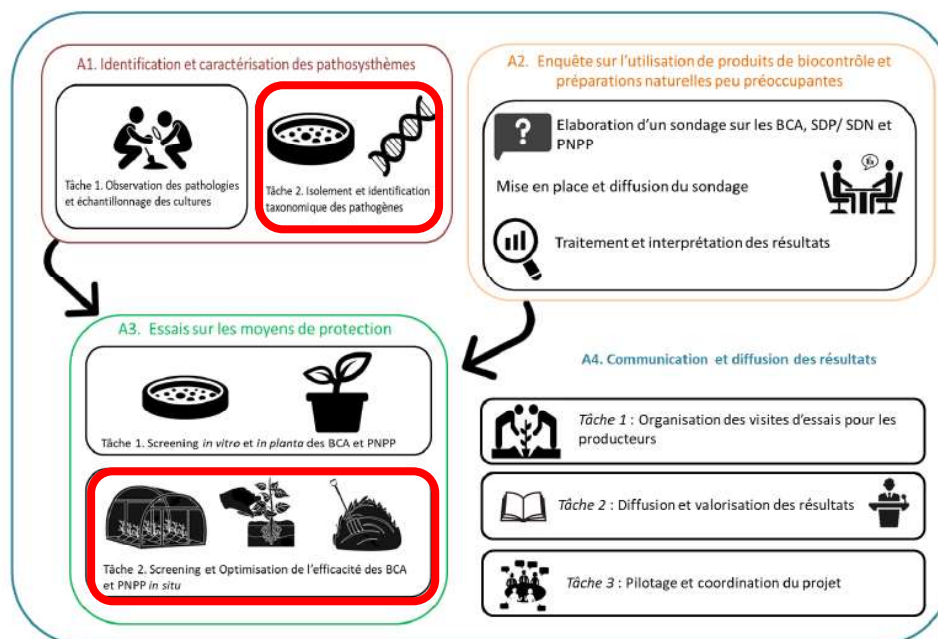 A1. Identification et caractérisation des pathosysthèmes
Tâche 1. Observation des pathologies
et échantillonnage des cultures
Tâche 2. Isolement et identification
taxonomique des pathogènes
A2. Enquête sur l'utilisation de produits de biocontrôle et
préparations naturelles peu préoccupantes
?
Elaboration d'un sondage sur les BCA, SDP/ SDN et
PNPP
Mise en place et diffusion du sondage
Traitement et interprétation des résultats
A3. Essais sur les moyens de protection
Tâche 1. Screening in vitro et in planta des BCA et PNPP
Tâche 2. Screening et Optimisation de l'efficacité des BCA
et PNPP in situ
A4. Communication et diffusion des résultats
Tâche 1 : Organisation des visites d'essais pour les
producteurs
Tâche 2 : Diffusion et valorisation des résultats
Tâche 3 : Pilotage et coordination du projet